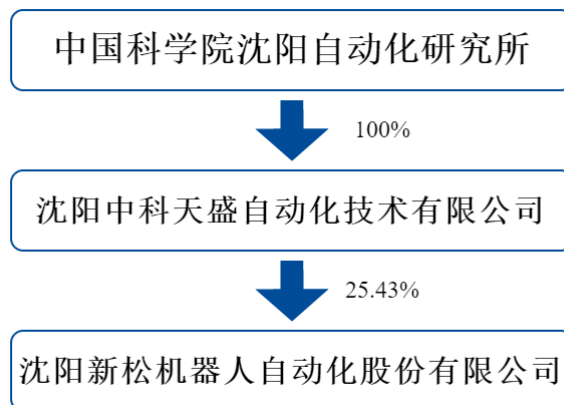 中国科学院沈阳自动化研究所
100%
沈阳中科天盛自动化技术有限公司
25.43%
沈阳新松机器人自动化股份有限公司